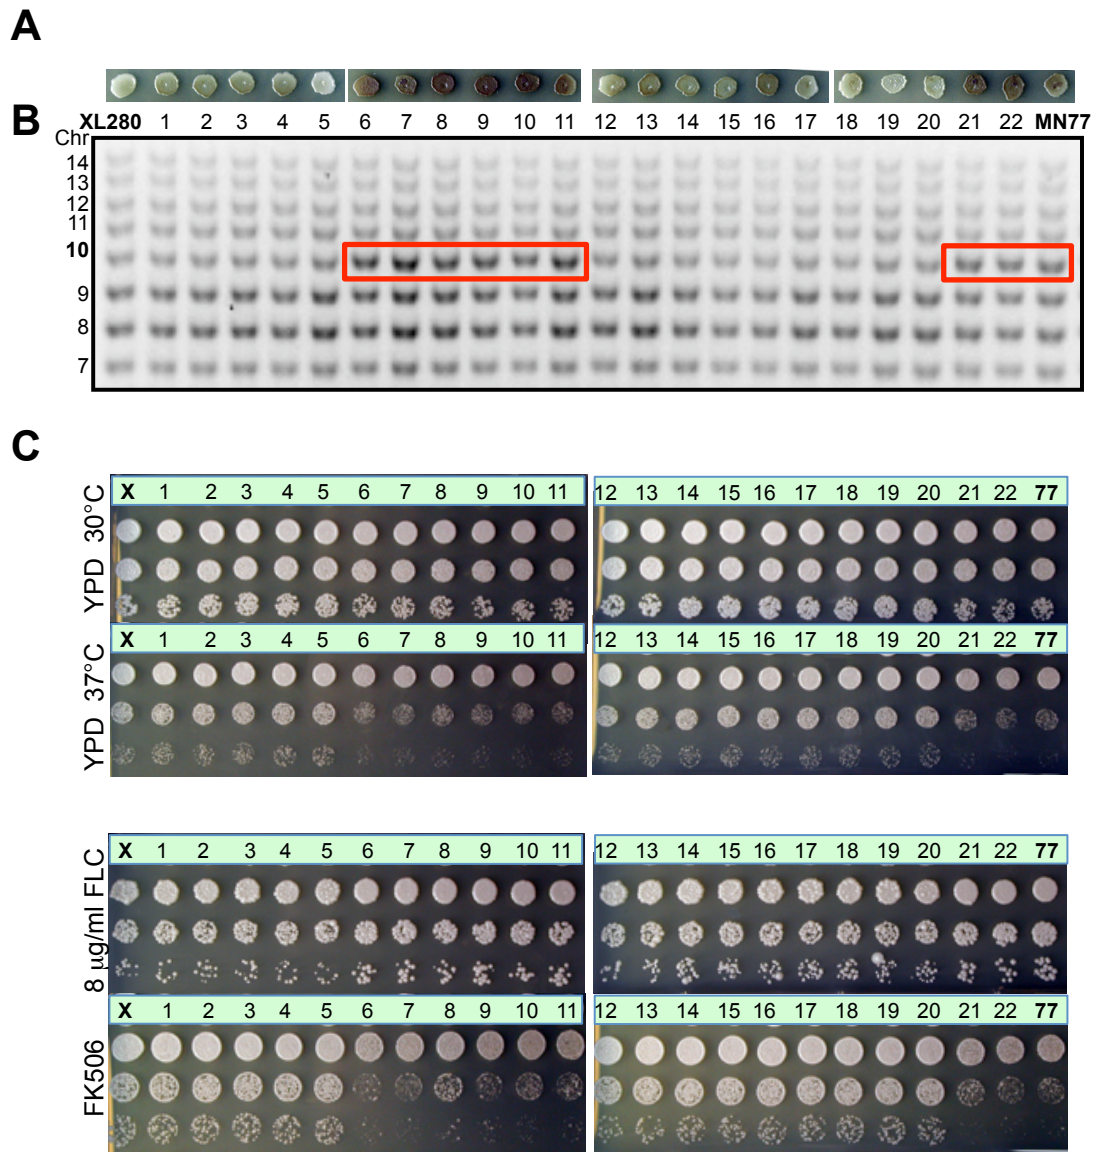 A
B
XL280 1 2 3 4 5 6 7 8 9 10 11 12 13 14 15 16 17 18 19 20 21 22 MN77
Chr
14
13
12
11
10
9
8
7
C
YPD 30°C
X 1 2 3 4 5 6 7 8 9 10 11 12 13 14 15 16 17 18 19 20 21 22 77
YPD 37°C
X 1 2 3 4 5 6 7 8 9 10 11 12 13 14 15 16 17 18 19 20 21 22 77
8 µg/ml FLC
X 1 2 3 4 5 6 7 8 9 10 11 12 13 14 15 16 17 18 19 20 21 22 77
FK506
X 1 2 3 4 5 6 7 8 9 10 11 12 13 14 15 16 17 18 19 20 21 22 77